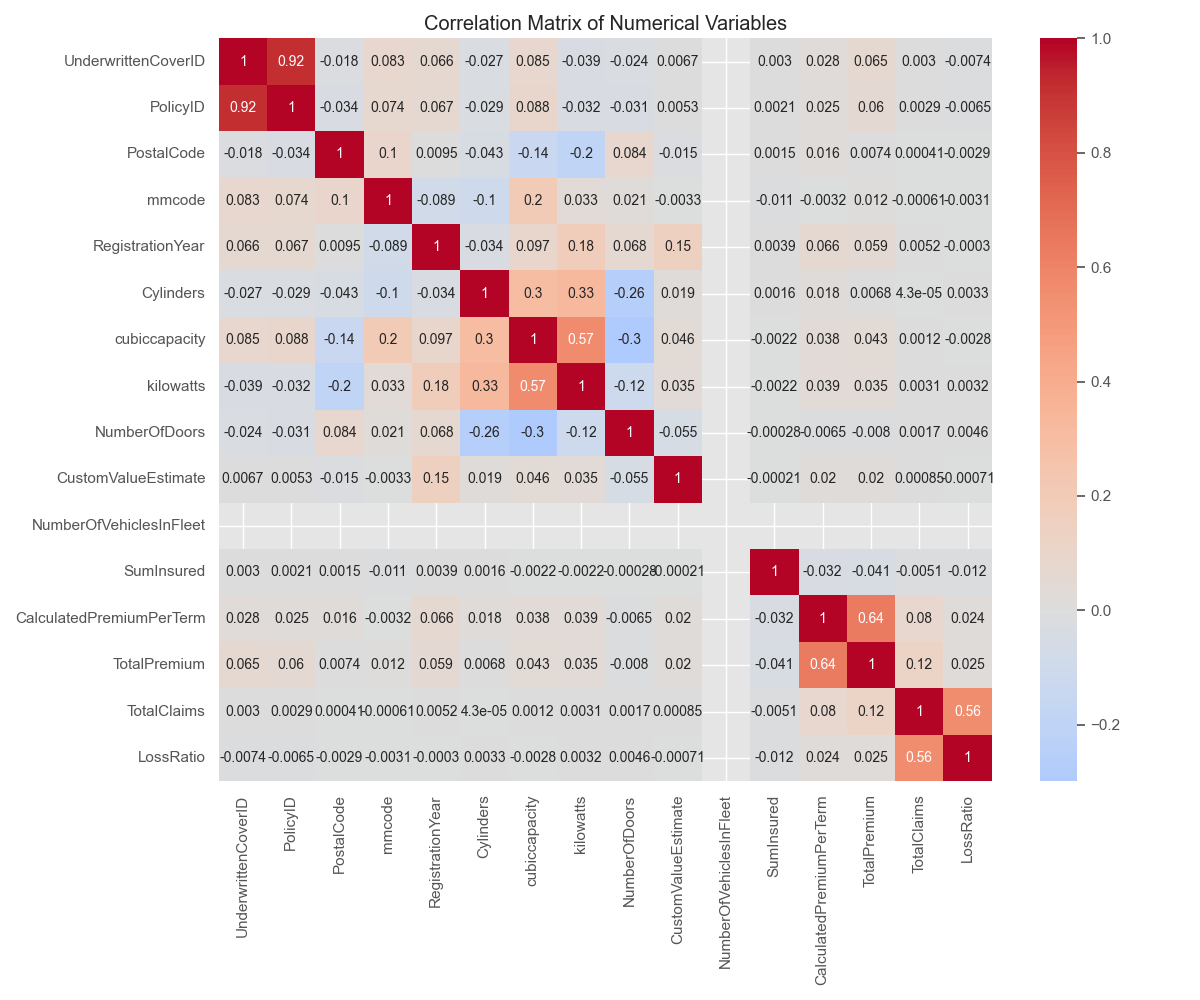 Correlation Matrix of Numerical Variables
UnderwrittenCoverID 1 0.92 -0.018 0.083 0.066 -0.027 0.085 -0.039 -0.024 0.0067 0.003 0.028 0.065 0.003 -0.0074
PolicyID 0.92 1 -0.034 0.074 0.067 -0.029 0.088 -0.032 -0.031 0.0053 0.0021 0.025 0.06 0.0029 -0.0065
PostalCode -0.018 -0.034 1 0.1 0.0095 -0.043 -0.14 -0.2 0.084 -0.015 0.0015 0.016 0.0074 0.00041 -0.0029
mmcode 0.083 0.074 0.1 1 -0.089 -0.1 0.2 0.033 0.021 -0.0033 -0.011 -0.0032 0.012 -0.00061 -0.0031
RegistrationYear 0.066 0.067 0.0095 -0.089 1 -0.034 0.097 0.18 0.068 0.15 0.0039 0.066 0.059 0.0052 -0.0003
Cylinders -0.027 -0.029 -0.043 -0.1 -0.034 1 0.3 0.33 -0.26 0.019 0.0016 0.018 0.0068 4.3e-05 0.0033
cubiccapacity 0.085 0.088 -0.14 0.2 0.097 0.3 1 0.57 -0.3 0.046 -0.0022 0.038 0.043 0.0012 -0.0028
kilowatts -0.039 -0.032 -0.2 0.033 0.18 0.33 0.57 1 -0.12 0.035 -0.0022 0.039 0.035 0.0031 0.0032
NumberOfDoors -0.024 -0.031 0.084 0.021 0.068 -0.26 -0.3 -0.12 1 -0.055 -0.00028 -0.0065 -0.008 0.0017 0.0046
CustomValueEstimate 0.0067 0.0053 -0.015 -0.0033 0.15 0.019 0.046 0.035 -0.055 1 -0.00021 0.02 0.02 0.00085 -0.00071
NumberOfVehiclesInFleet
SumInsured 0.003 0.0021 0.0015 -0.011 0.0039 0.0016 -0.0022 -0.0022 -0.00028 -0.00021 1 -0.032 -0.041 -0.0051 -0.012
CalculatedPremiumPerTerm 0.028 0.025 0.016 -0.0032 0.066 0.018 0.038 0.039 -0.0065 0.02 -0.032 1 0.64 0.08 0.024
TotalPremium 0.065 0.06 0.0074 0.012 0.059 0.0068 0.043 0.035 -0.008 0.02 -0.041 0.64 1 0.12 0.025
TotalClaims 0.003 0.0029 0.00041 -0.00061 0.0052 4.3e-05 0.0012 0.0031 0.0017 0.00085 -0.0051 0.08 0.12 1 0.56
LossRatio -0.0074 -0.0065 -0.0029 -0.0031 -0.0003 0.0033 -0.0028 0.0032 0.0046 -0.00071 -0.012 0.024 0.025 0.56 1
UnderwrittenCoverID
PolicyID
PostalCode
mmcode
RegistrationYear
Cylinders
cubiccapacity
kilowatts
NumberOfDoors
CustomValueEstimate
NumberOfVehiclesInFleet
SumInsured
CalculatedPremiumPerTerm
TotalPremium
TotalClaims
LossRatio
1.0
0.8
0.6
0.4
0.2
0.0
−0.2